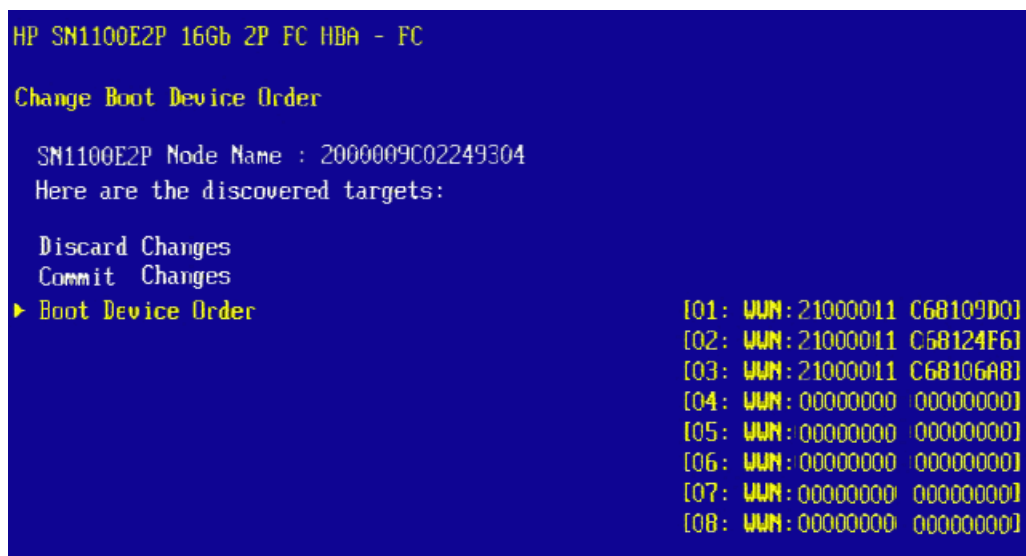 HP SN1100E2P 16Gb 2P FC HBA - FC
Change Boot Device Order
SN1100E2P Node Name : 2000009C02249304
Here are the discovered targets:
Discard Changes
Commit Changes
▶ Boot Device Order [01: WWN:21000011 C68109D0]
[02: WWN:21000011 C68124F6]
[03: WWN:21000011 C68106A8]
[04: WWN:00000000 00000000]
[05: WWN:00000000 00000000]
[06: WWN:00000000 00000000]
[07: WWN:00000000 00000000]
[08: WWN:00000000 00000000]